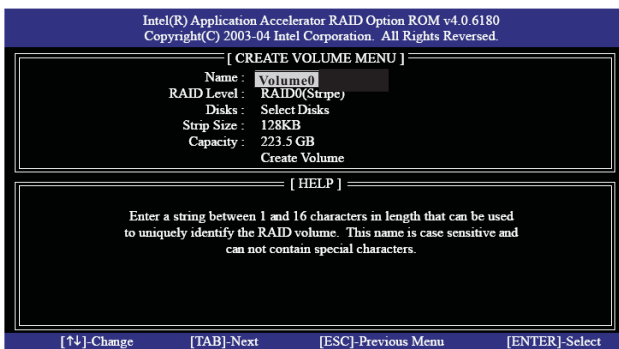 Intel(R) Application Accelerator RAID Option ROM v4.0.6180
Copyright(C) 2003-04 Intel Corporation. All Rights Reversed.
[ CREATE VOLUME MENU ]
Name : Volume0
RAID Level : RAID0(Stripe)
Disks : Select Disks
Strip Size : 128KB
Capacity : 223.5 GB
Create Volume
[ HELP ]
Enter a string between 1 and 16 characters in length that can be used
to uniquely identify the RAID volume. This name is case sensitive and
can not contain special characters.
[↑↓]-Change [TAB]-Next [ESC]-Previous Menu [ENTER]-Select